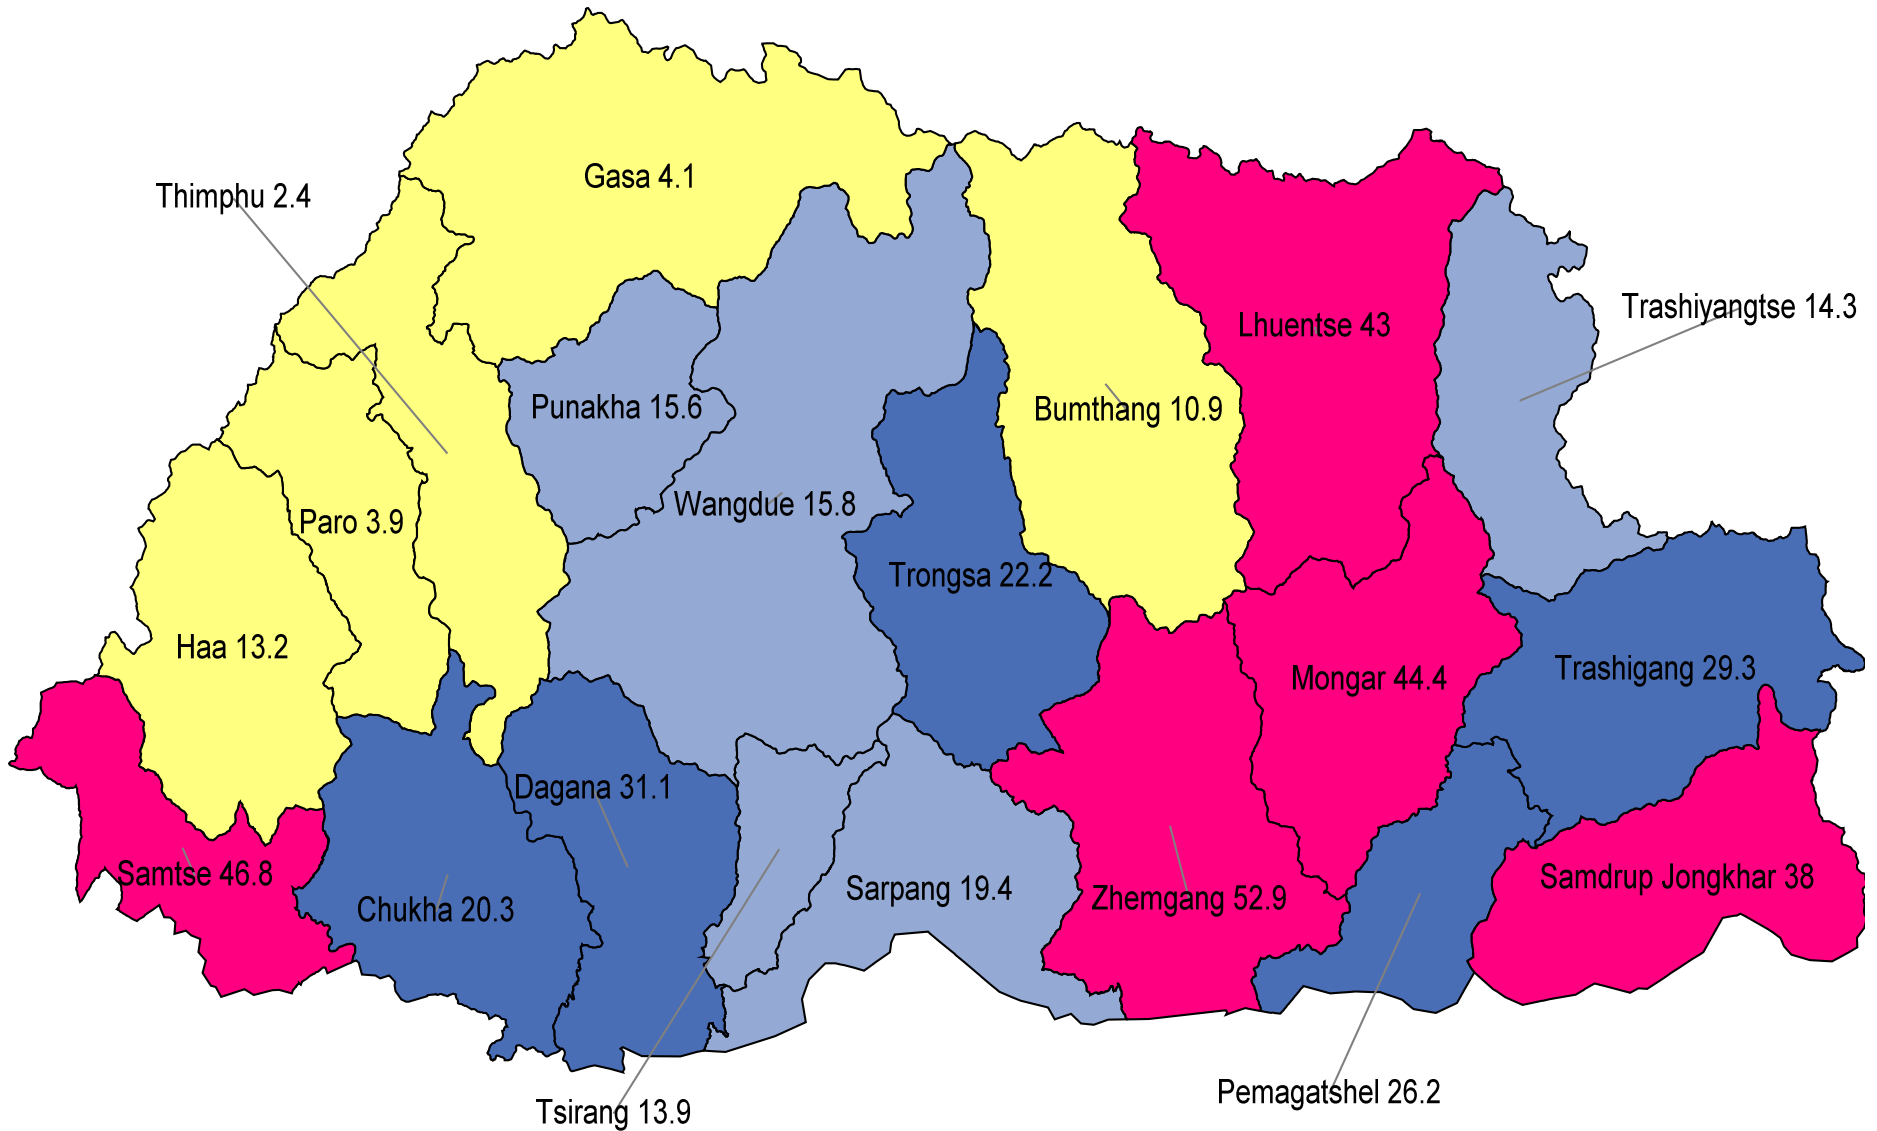 Gasa 4.1
Thimphu 2.4
Trashiyangtse 14.3
Lhuentse 43
Punakha 15.6
Bumthang 10.9
Wangdue 15.8
Paro 3.9
Trongsa 22.2
Haa 13.2
Trashigang 29.3
Mongar 44.4
Dagana 31.1
Samtse 46.8
Samdrup Jongkhar 38
Sarpang 19.4
Zhemgang 52.9
Chukha 20.3
Pemagatshel 26.2
Tsirang 13.9